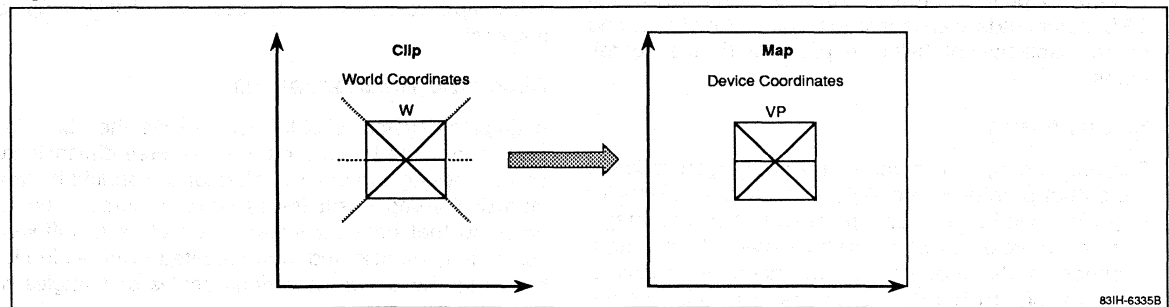 Clip
World Coordinates
W
Map
Device Coordinates
VP
83IH-6335B